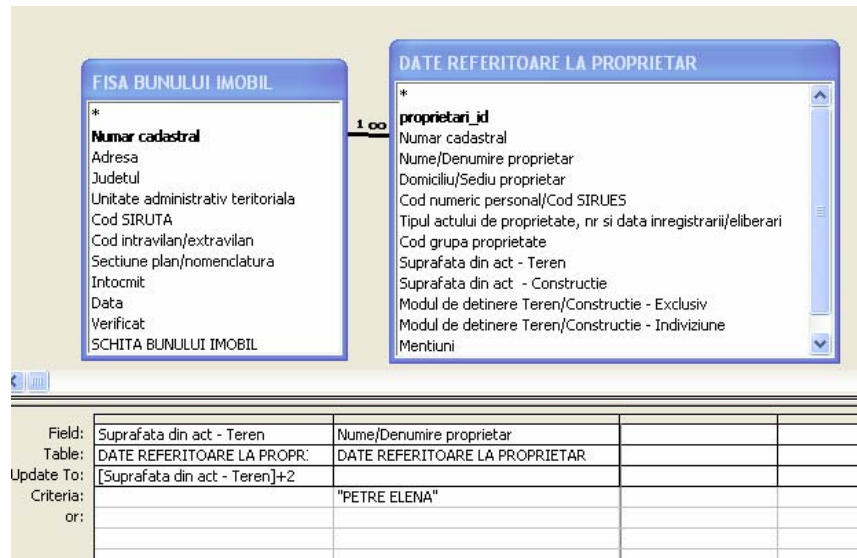 FISA BUNULUI IMOBIL
*
Numar cadastral
Adresa
Judetul
Unitate administrativ teritoriala
Cod SIRUTA
Cod intravilan/extravilan
Sectiune plan/nomenclatura
Intocmit
Data
Verificat
SCHITA BUNULUI IMOBIL
1 ∞
DATE REFERITOARE LA PROPRIETAR
*
proprietari_id
Numar cadastral
Nume/Denumire proprietar
Domiciliu/Sediu proprietar
Cod numeric personal/Cod SIRUES
Tipul actului de proprietate, nr si data inregistrarii/eliberari
Cod grupa proprietate
Suprafata din act - Teren
Suprafata din act - Constructie
Modul de detinere Teren/Constructie - Exclusiv
Modul de detinere Teren/Constructie - Indiviziune
Mentiuni
Field: Suprafata din act - Teren Nume/Denumire proprietar
Table: DATE REFERITOARE LA PROPR: DATE REFERITOARE LA PROPRIETAR
Update To: [Suprafata din act - Teren]+2
Criteria: "PETRE ELENA"
or: